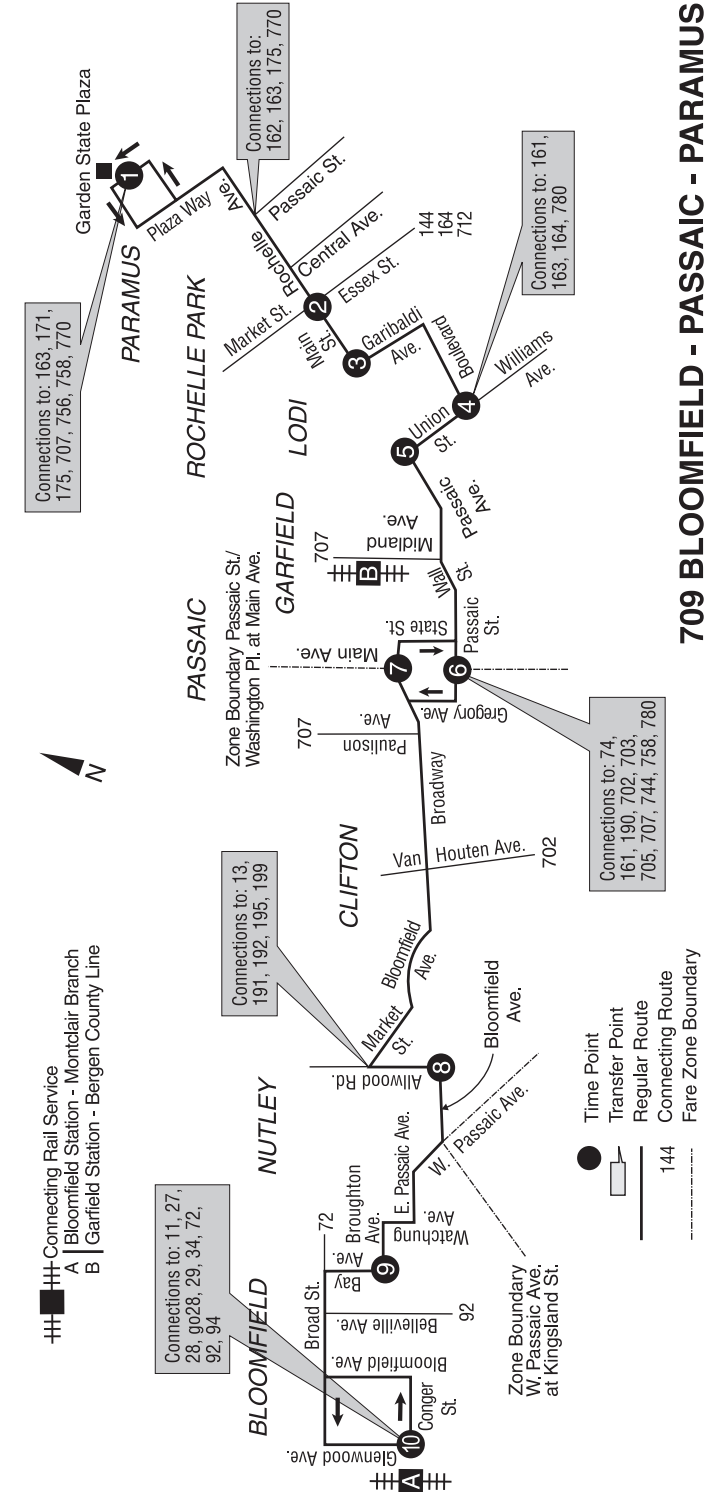 Connecting Rail Service
A Bloomfield Station - Montclair Branch
B Garfield Station - Bergen County Line
N
Connections to: 11, 27,
28, go28, 29, 34, 72,
92, 94
BLOOMFIELD
NUTLEY
Connections to: 13,
191, 192, 195, 199
CLIFTON
PASSAIC
Zone Boundary Passaic St./
Washington Pl. at Main Ave.
GARFIELD
LODI
ROCHELLE PARK
PARAMUS
Connections to: 163, 171,
175, 707, 756, 758, 770
Garden State Plaza
1
Plaza Way
Rochelle
Ave.
Connections to:
162, 163, 175, 770
Passaic St.
Central Ave.
Market St.
2
Essex St.
144
164
712
Main
St.
3
Garibaldi
Ave.
Boulevard
4
Williams
Ave.
Connections to: 161,
163, 164, 780
Union
St.
5
Passaic
Ave.
707
Midland
Ave.
B
Wall
St.
State St.
Passaic
St.
Main Ave.
7
6
Gregory Ave.
Connections to: 74,
161, 190, 702, 703,
705, 707, 744, 758, 780
707
Paulison
Ave.
Broadway
Van Houten Ave.
702
Bloomfield
Ave.
Market
St.
Allwood Rd.
8
Bloomfield
Ave.
W. Passaic Ave.
E. Passaic Ave.
Watchung
Ave.
Broughton
Ave.
72
9
Bay
Ave.
Broad St.
Belleville Ave.
92
Bloomfield Ave.
Conger
St.
Glenwood Ave.
10
A
Zone Boundary
W. Passaic Ave.
at Kingsland St.
Time Point
Transfer Point
Regular Route
144 Connecting Route
Fare Zone Boundary
709 BLOOMFIELD - PASSAIC - PARAMUS